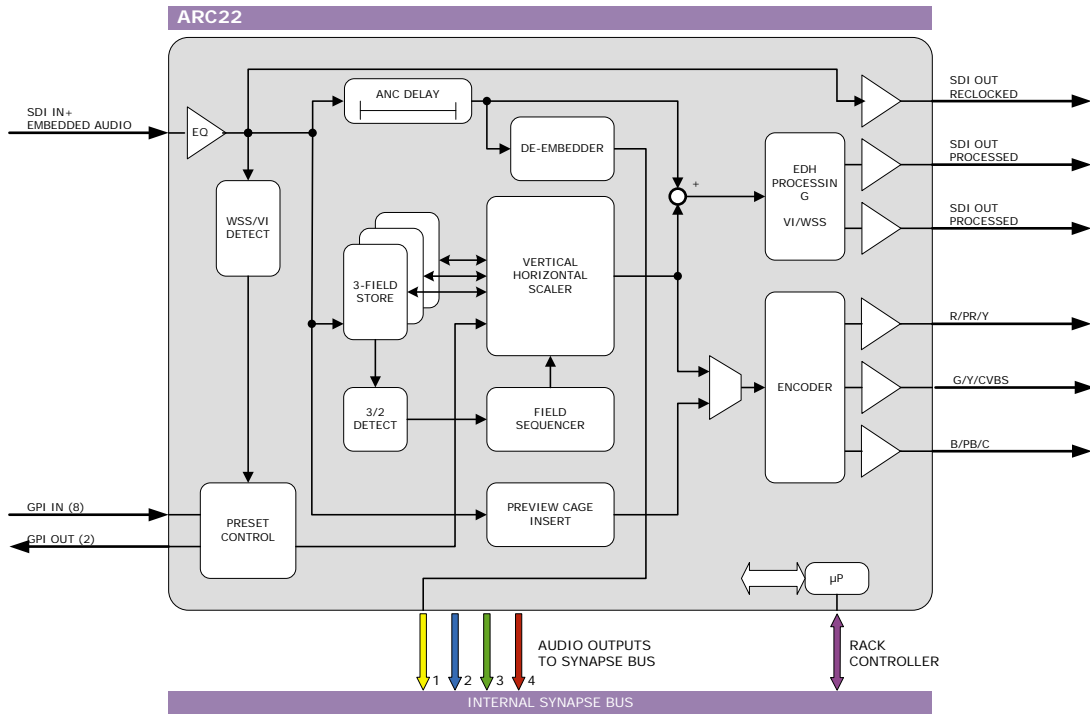 ARC22
SDI IN+
EMBEDDED AUDIO
EQ
ANC DELAY
DE-EMBEDDER
WSS/VI
DETECT
3-FIELD
STORE
VERTICAL
HORIZONTAL
SCALER
+
EDH
PROCESSIN
G
VI/WSS
SDI OUT
RECLOCKED
SDI OUT
PROCESSED
SDI OUT
PROCESSED
3/2
DETECT
FIELD
SEQUENCER
ENCODER
R/PR/Y
G/Y/CVBS
B/PB/C
GPI IN (8)
GPI OUT (2)
PRESET
CONTROL
PREVIEW CAGE
INSERT
µP
1
2
3
4
AUDIO OUTPUTS
TO SYNAPSE BUS
RACK
CONTROLLER
INTERNAL SYNAPSE BUS